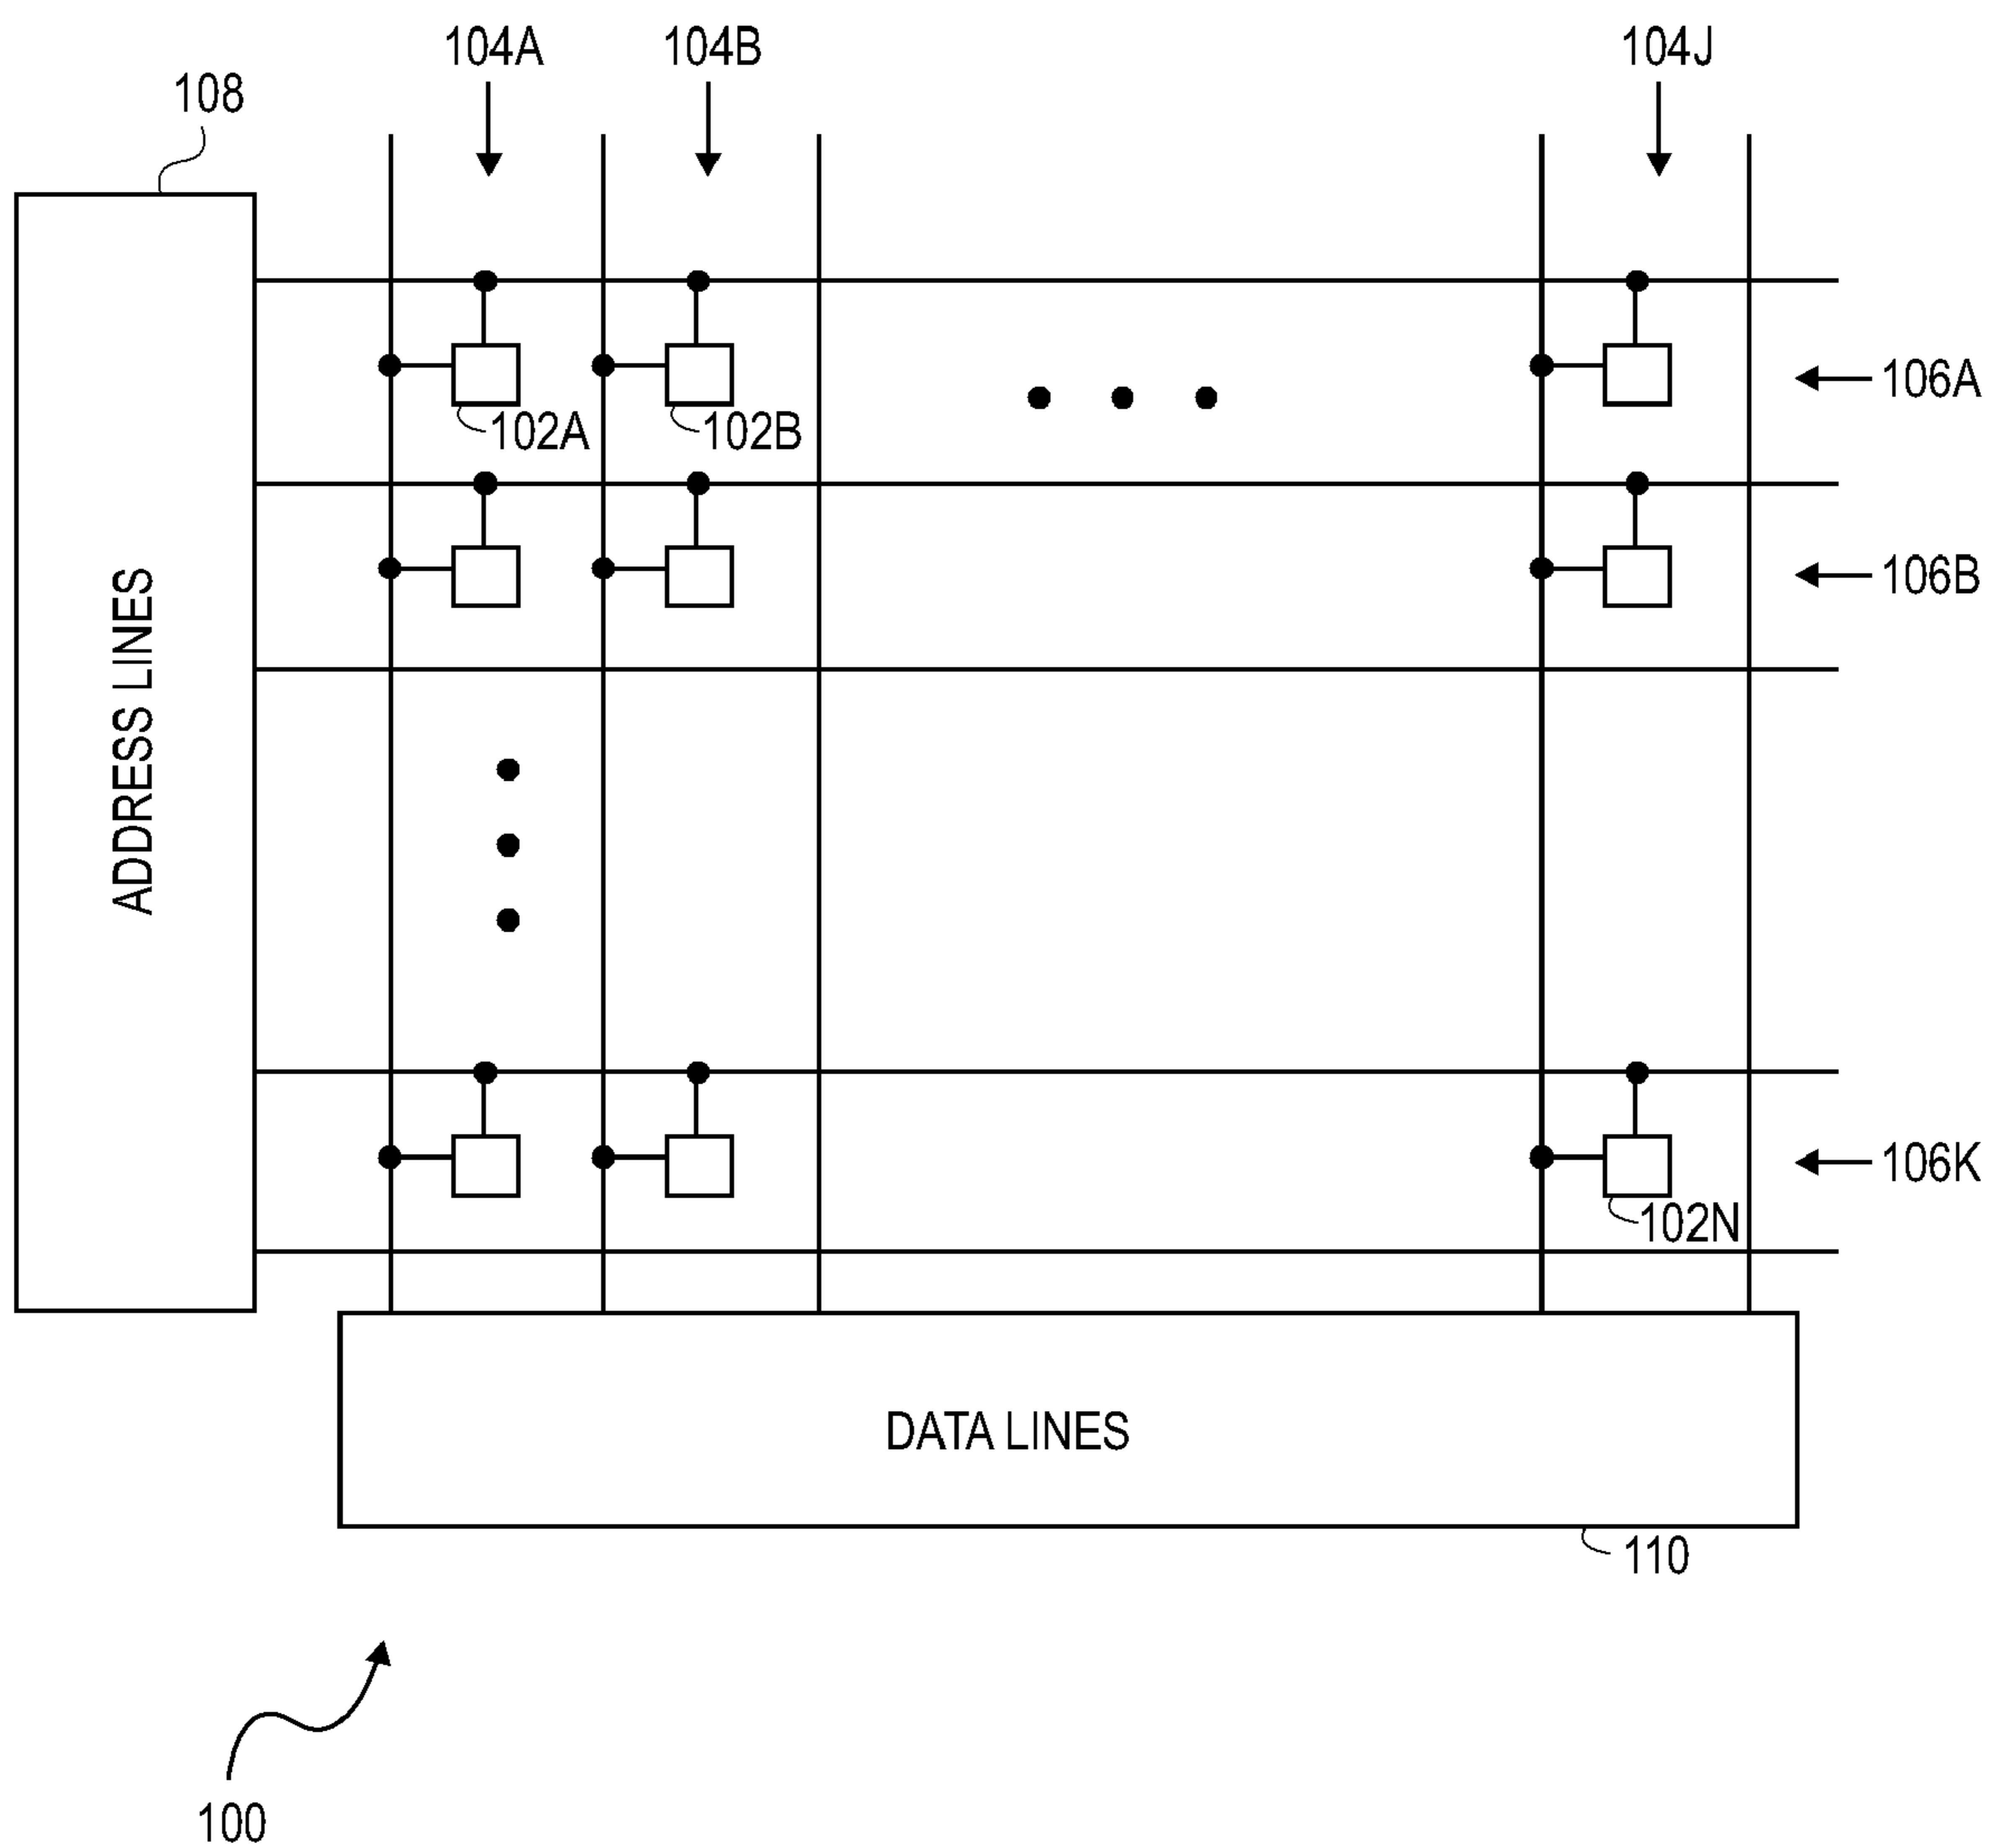 104A
104B
104J
108
102A
102B
106A
106B
ADDRESS LINES
106K
102N
DATA LINES
110
100